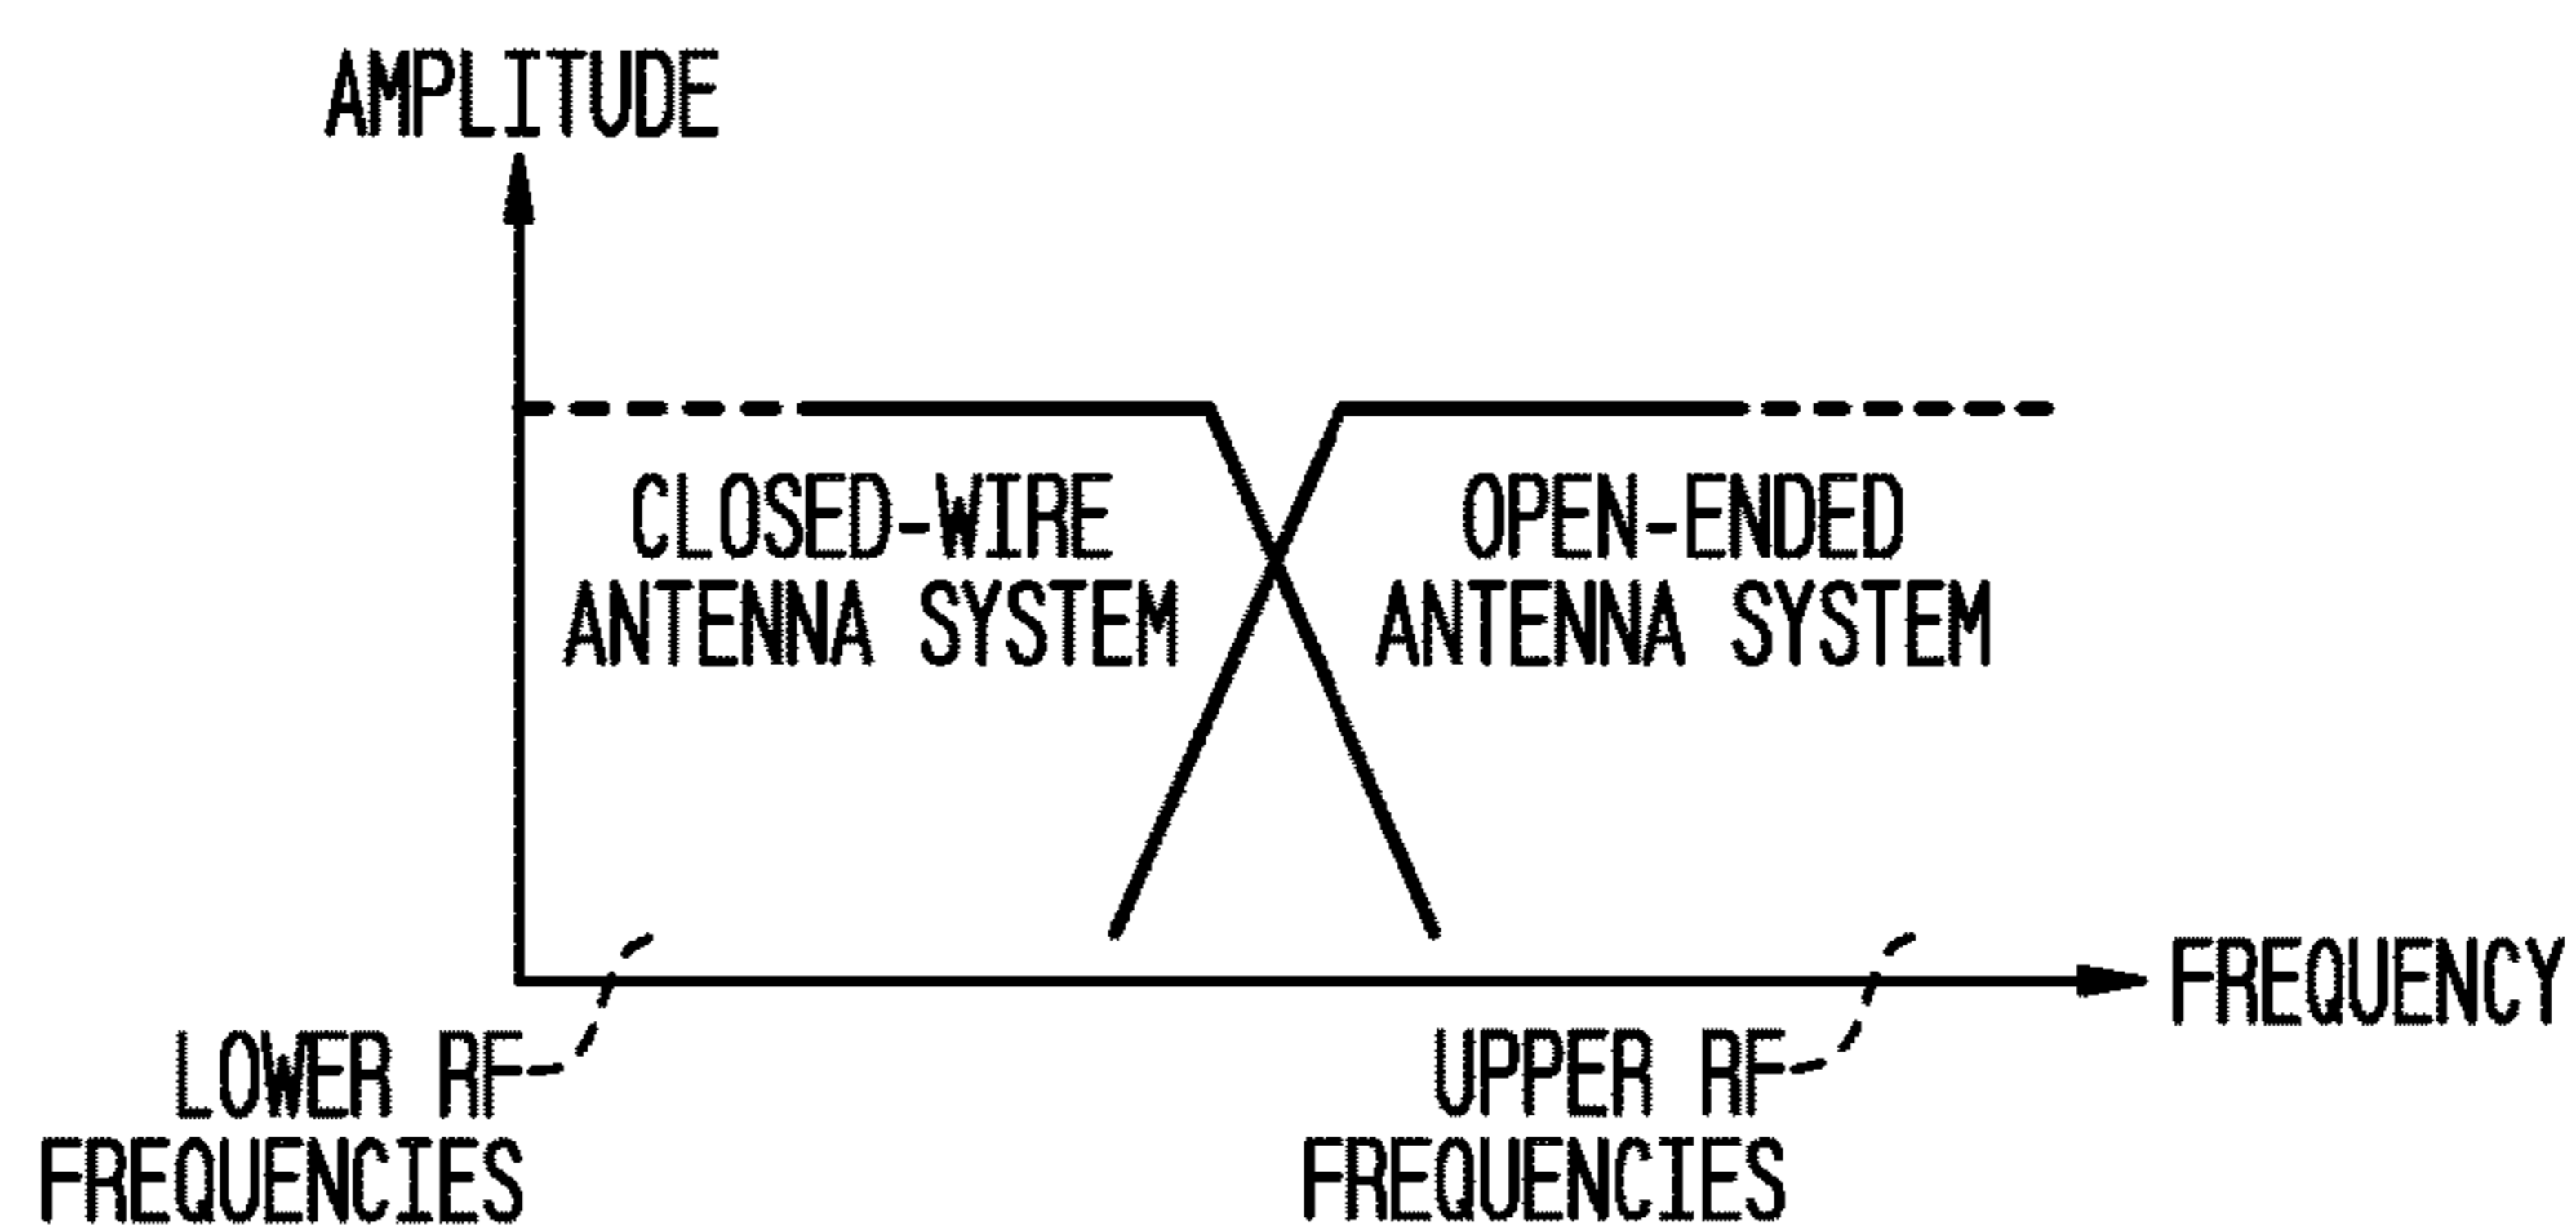 AMPLITUDE
CLOSED-WIRE
ANTENNA SYSTEM
OPEN-ENDED
ANTENNA SYSTEM
FREQUENCY
LOWER RF
FREQUENCIES
UPPER RF
FREQUENCIES